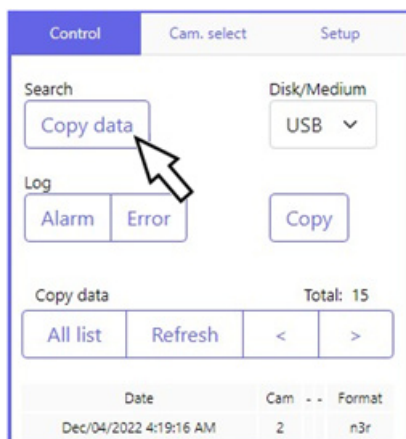 Control Cam. select Setup
Search Disk/Medium
Copy data USB
Log
Alarm Error Copy
Copy data Total: 15
All list Refresh < >
Date Cam - - Format
Dec/04/2022 4:19:16 AM 2 n3r